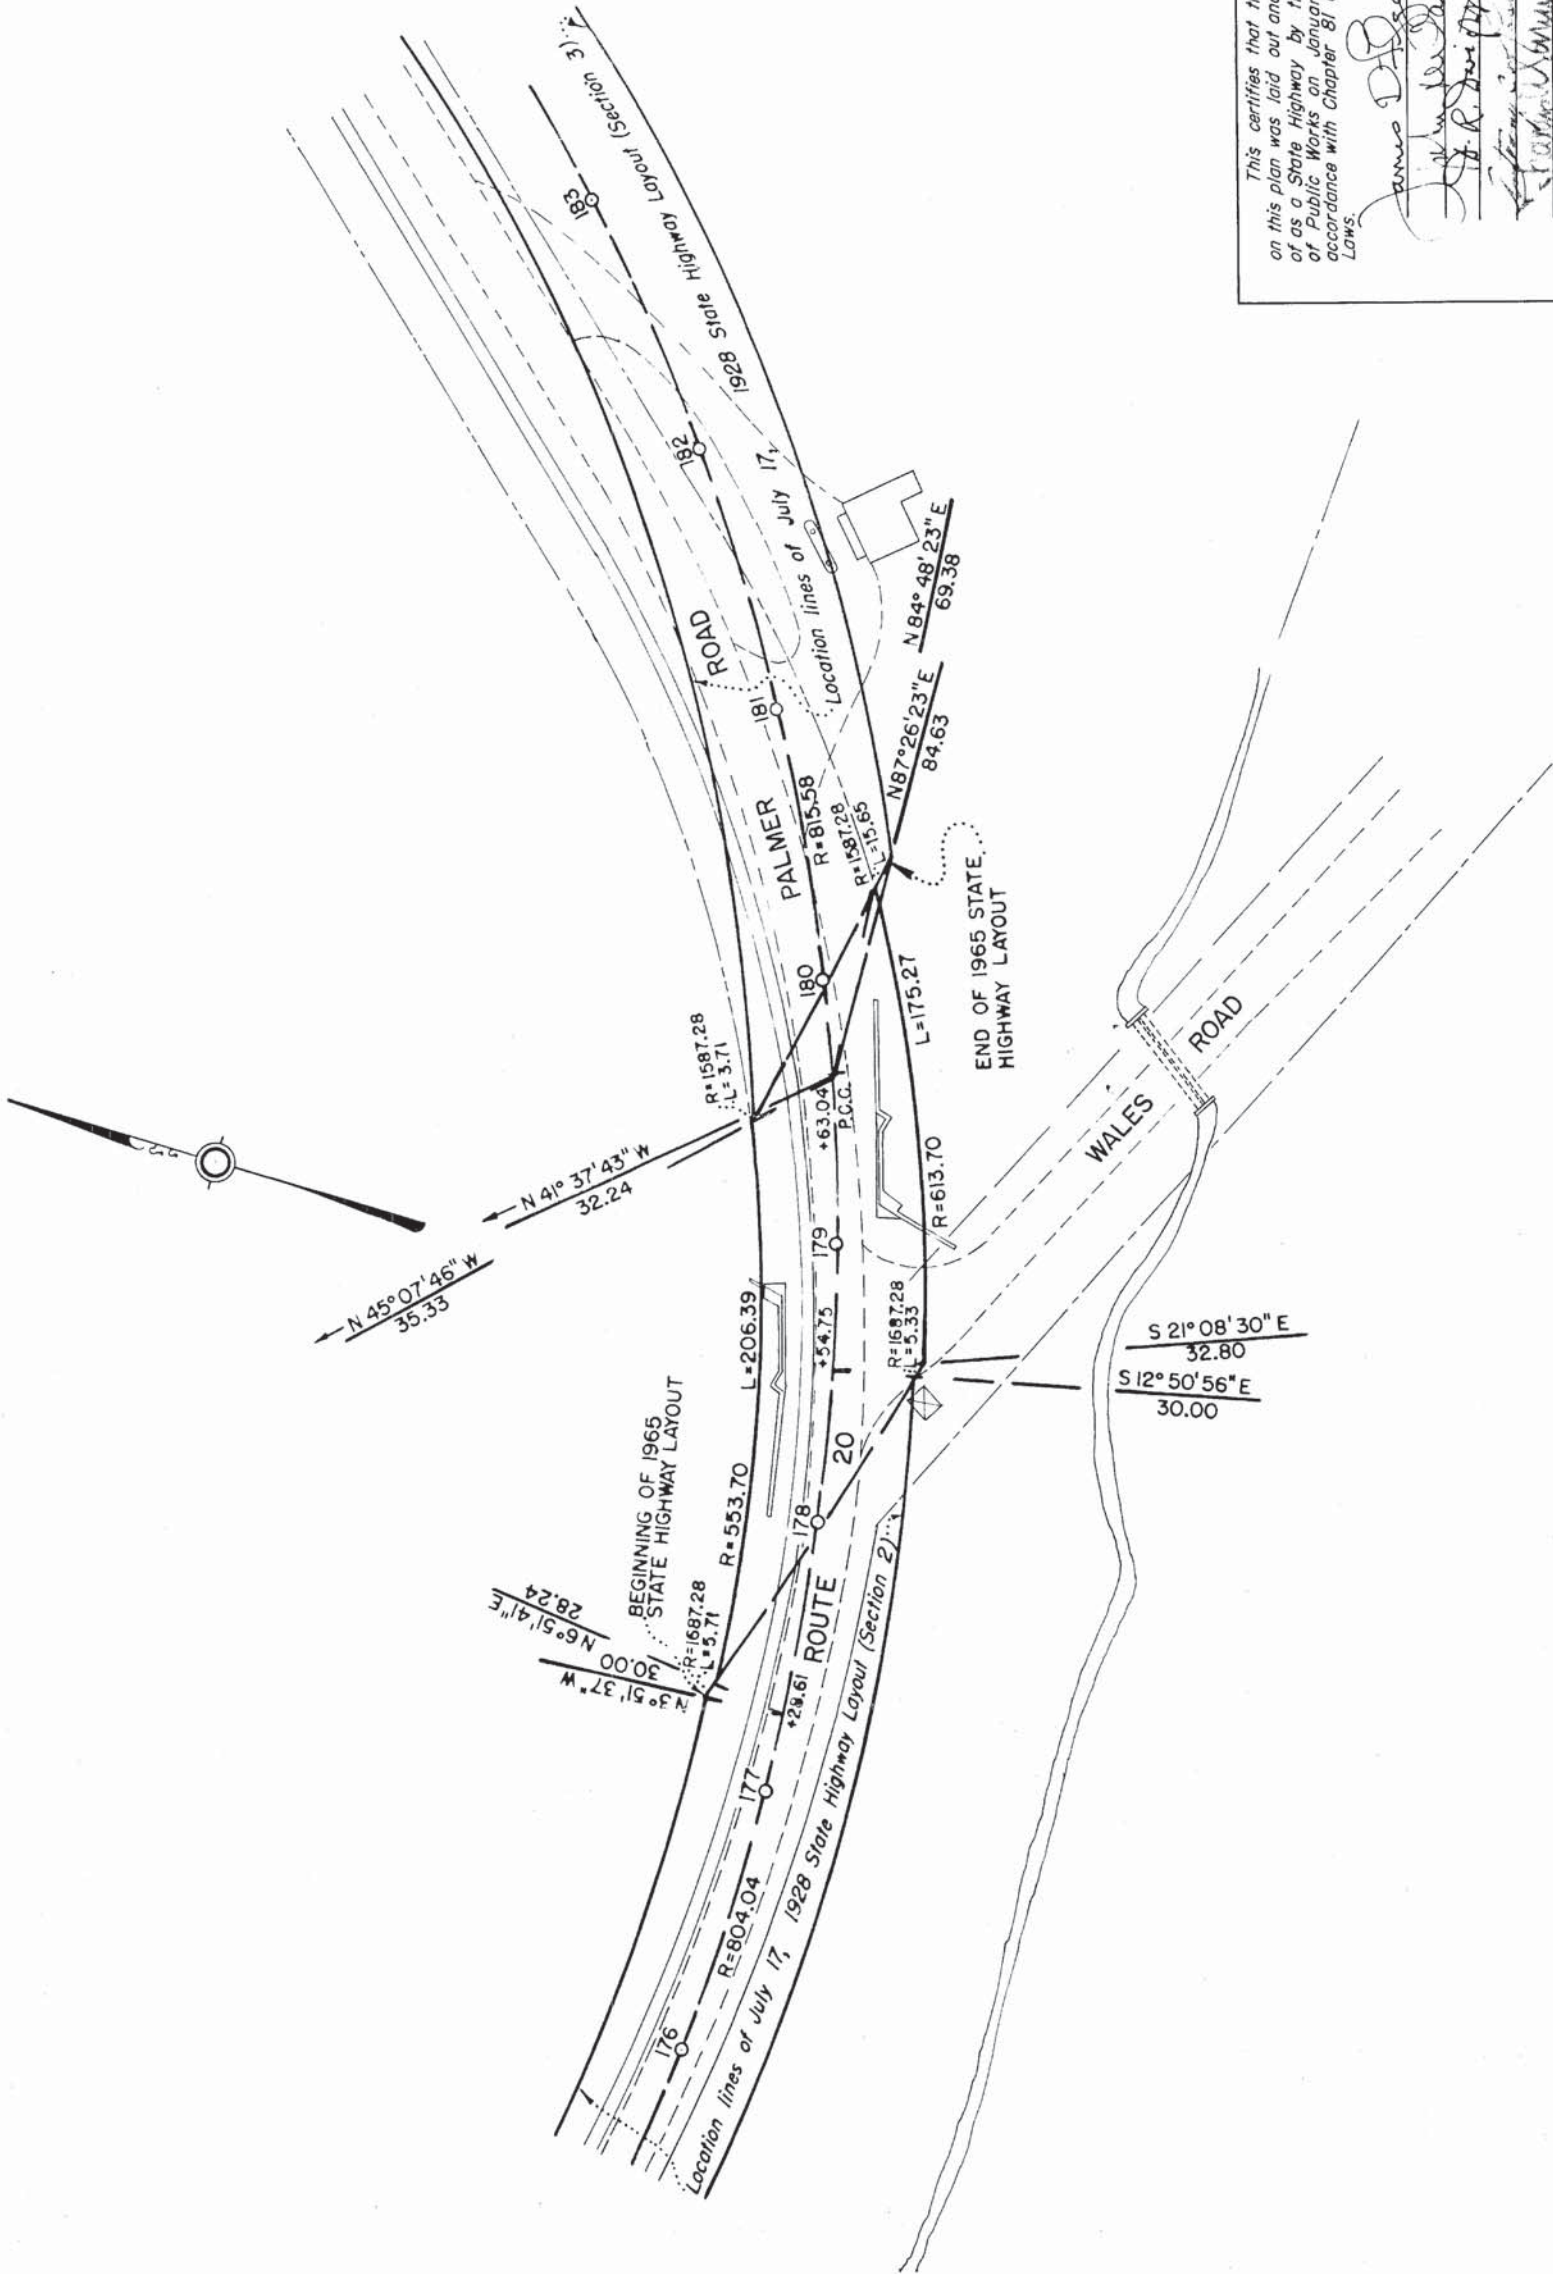 1928 State Highway Layout (Section 3)
183
182
Location lines of July 17,
181
ROAD
PALMER
R=815.58
N 84° 48' 23" E
69.38
N87°26'23"E
84.63
R=1587.28
L=15.65
180
END OF 1965 STATE
HIGHWAY LAYOUT
L=175.27
R=613.70
R=1587.28
L=3.71
+63.04
P.C.C.
N 41° 37' 43" W
32.24
N 45° 07' 46" W
35.33
179
+54.75
L=206.39
R=553.70
R=1687.28
L=5.33
WALES
ROAD
S 21° 08' 30" E
32.80
S 12° 50' 56" E
30.00
BEGINNING OF 1965
STATE HIGHWAY LAYOUT
N6°51'41"E
28.24
N3°51'37"W
30.00
R=1687.28
L=5.71
20
178
ROUTE
+29.61
177
R=804.04
176
Location lines of July 17, 1928 State Highway Layout (Section 2)
This certifies that
on this plan was laid out and
of as a State Highway by
of Public Works on January
accordance with Chapter 81
Laws.
James D.